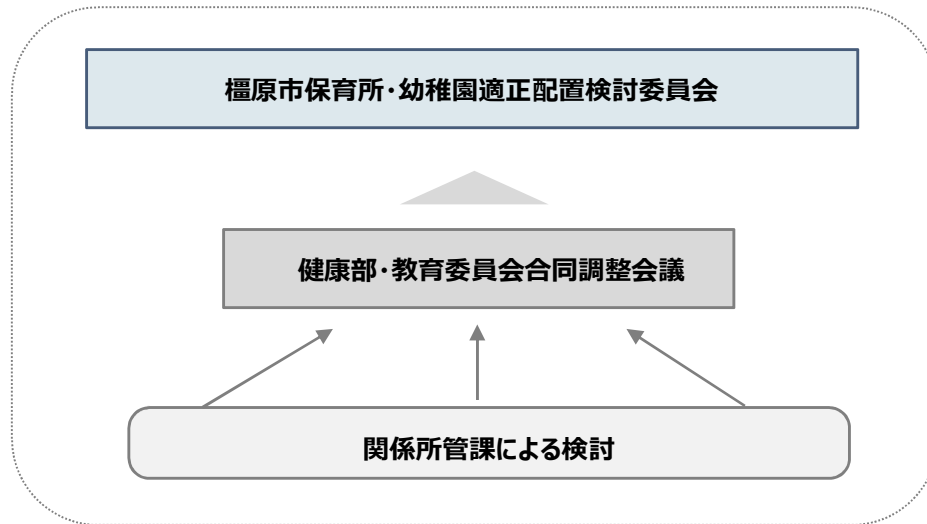 橿原市保育所・幼稚園適正配置検討委員会
健康部・教育委員会合同調整会議
関係所管課による検討